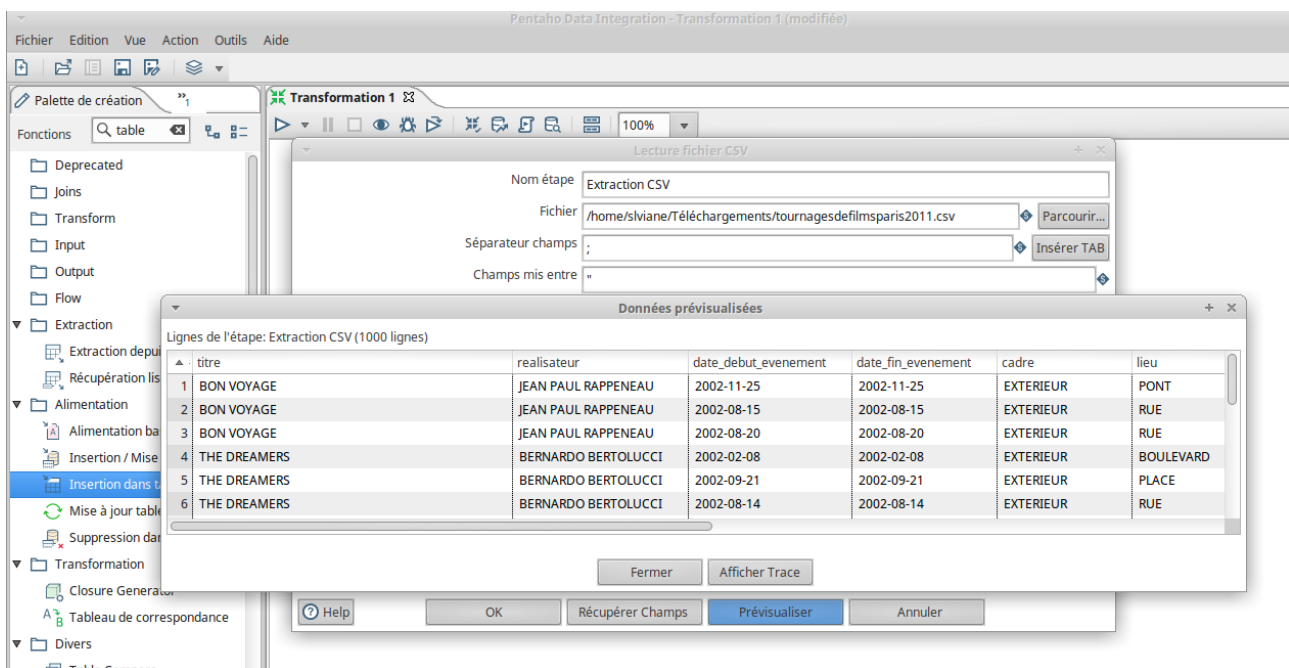 Pentaho Data Integration - Transformation 1 (modifiée)
Fichier Edition Vue Action Outils Aide
Palette de création »1 Transformation 1
Fonctions table 100%
Lecture fichier CSV
Deprecated
Joins
Transform
Input
Output
Flow
Extraction
Extraction depui
Récupération lis
Alimentation
Alimentation ba
Insertion / Mise
Insertion dans t
Mise à jour table
Suppression dan
Transformation
Closure Generator
Tableau de correspondance
Divers
Nom étape Extraction CSV
Fichier /home/slviane/Téléchargements/tournagesdefilmsparis2011.csv Parcourir...
Séparateur champs ; Insérer TAB
Champs mis entre "
Données prévisualisées
Lignes de l'étape: Extraction CSV (1000 lignes)
titre realisateur date_debut_evenement date_fin_evenement cadre lieu
1 BON VOYAGE JEAN PAUL RAPPENEAU 2002-11-25 2002-11-25 EXTERIEUR PONT
2 BON VOYAGE JEAN PAUL RAPPENEAU 2002-08-15 2002-08-15 EXTERIEUR RUE
3 BON VOYAGE JEAN PAUL RAPPENEAU 2002-08-20 2002-08-20 EXTERIEUR RUE
4 THE DREAMERS BERNARDO BERTOLUCCI 2002-02-08 2002-02-08 EXTERIEUR BOULEVARD
5 THE DREAMERS BERNARDO BERTOLUCCI 2002-09-21 2002-09-21 EXTERIEUR PLACE
6 THE DREAMERS BERNARDO BERTOLUCCI 2002-08-14 2002-08-14 EXTERIEUR RUE
Fermer Afficher Trace
Help OK Récupérer Champs Prévisualiser Annuler